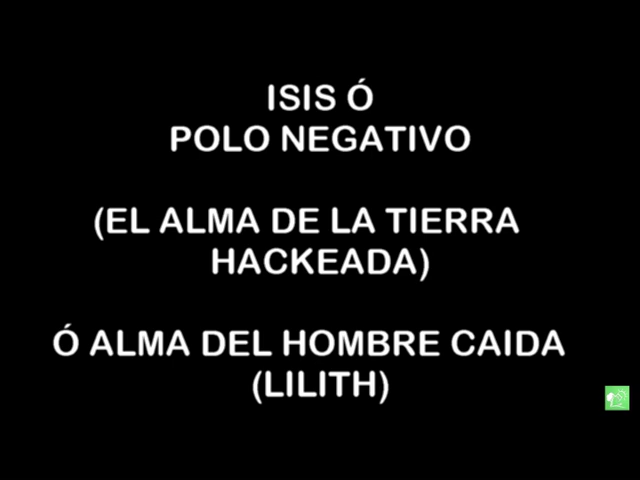 ISIS Ó
POLO NEGATIVO
(EL ALMA DE LA TIERRA
HACKEADA)
Ó ALMA DEL HOMBRE CAIDA
(LILITH)